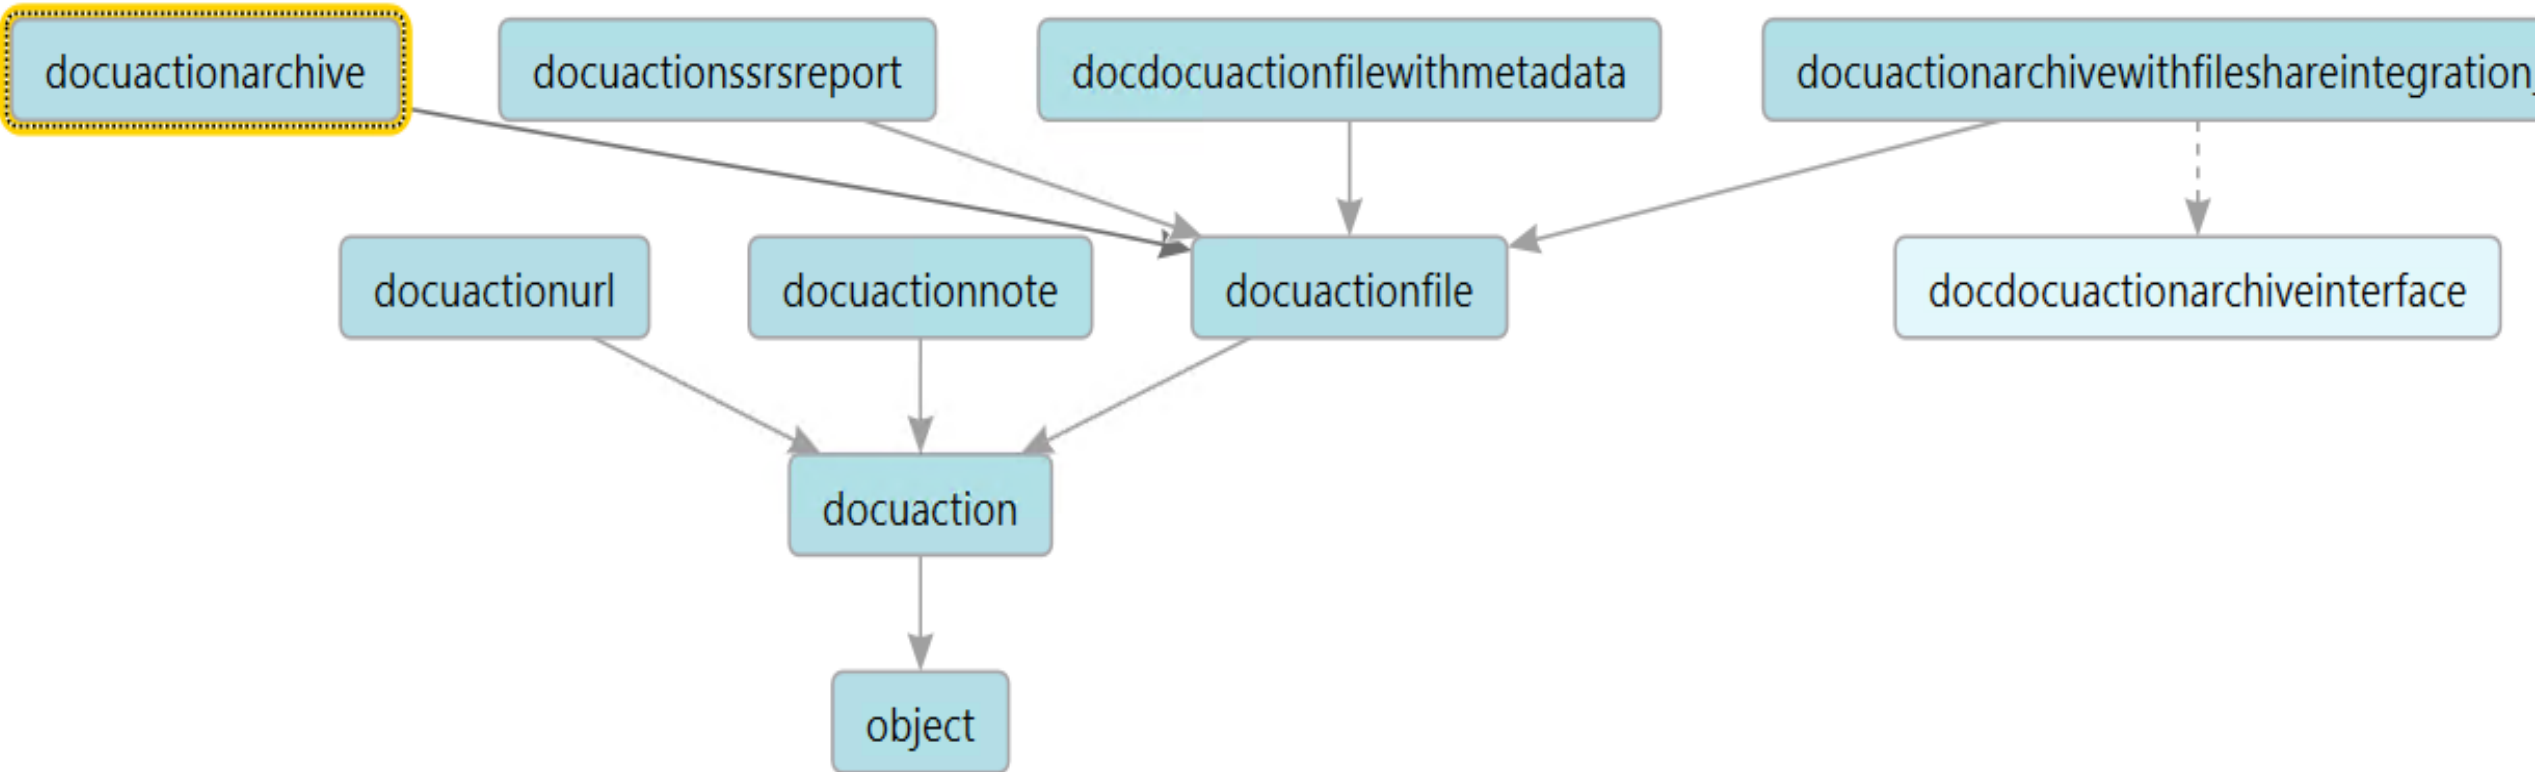 docuactionarchive
docuactionssrsreport
docdocuactionfilewithmetadata
docuactionarchivewithfileshareintegration
docuactionurl
docuactionnote
docuactionfile
docdocuactionarchiveinterface
docuaction
object